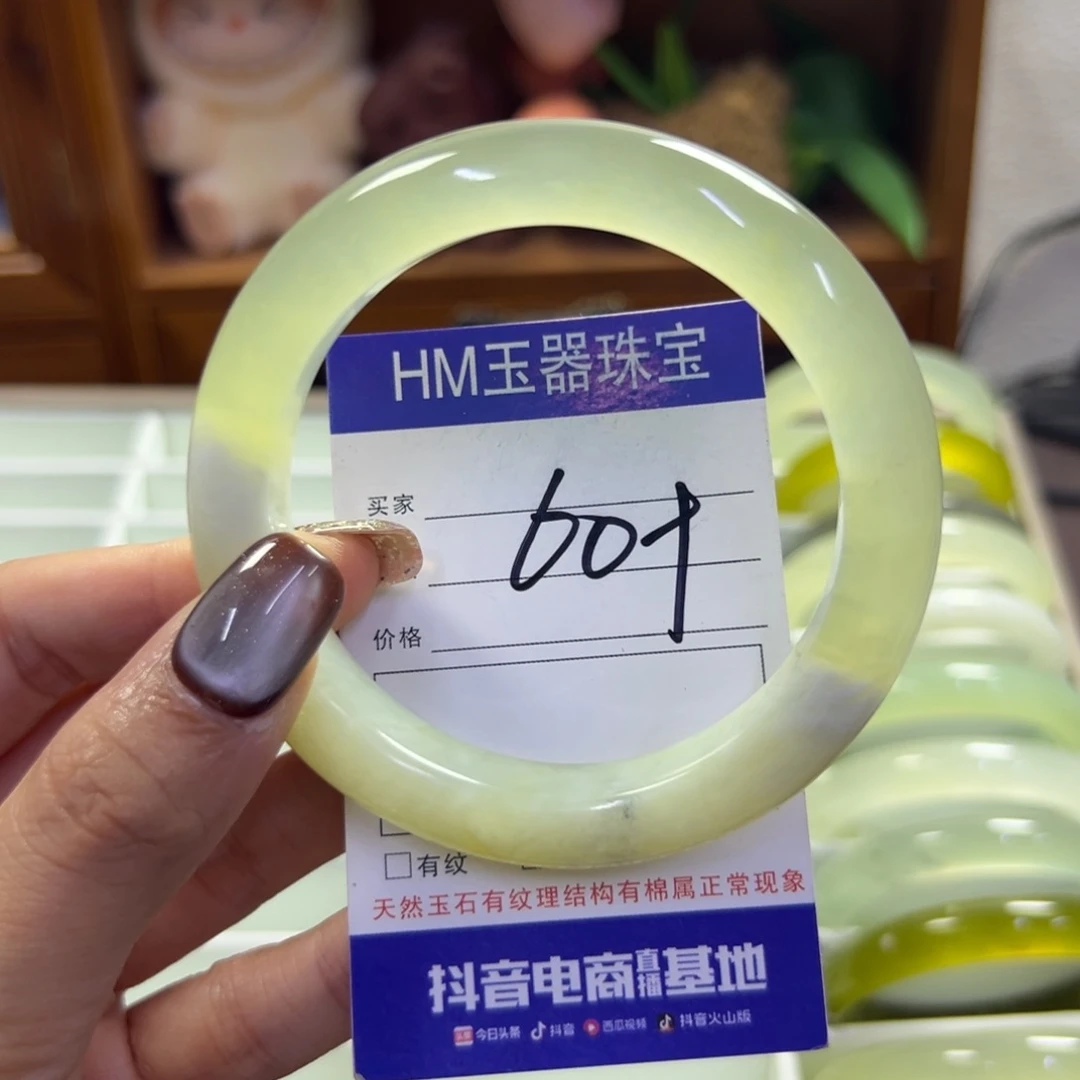 HM玉器珠宝
买家
601
价格
有纹
天然玉石有纹理结构有棉属正常现象
抖音电商直播基地
头条 今日头条 抖音 西瓜视频 抖音火山版